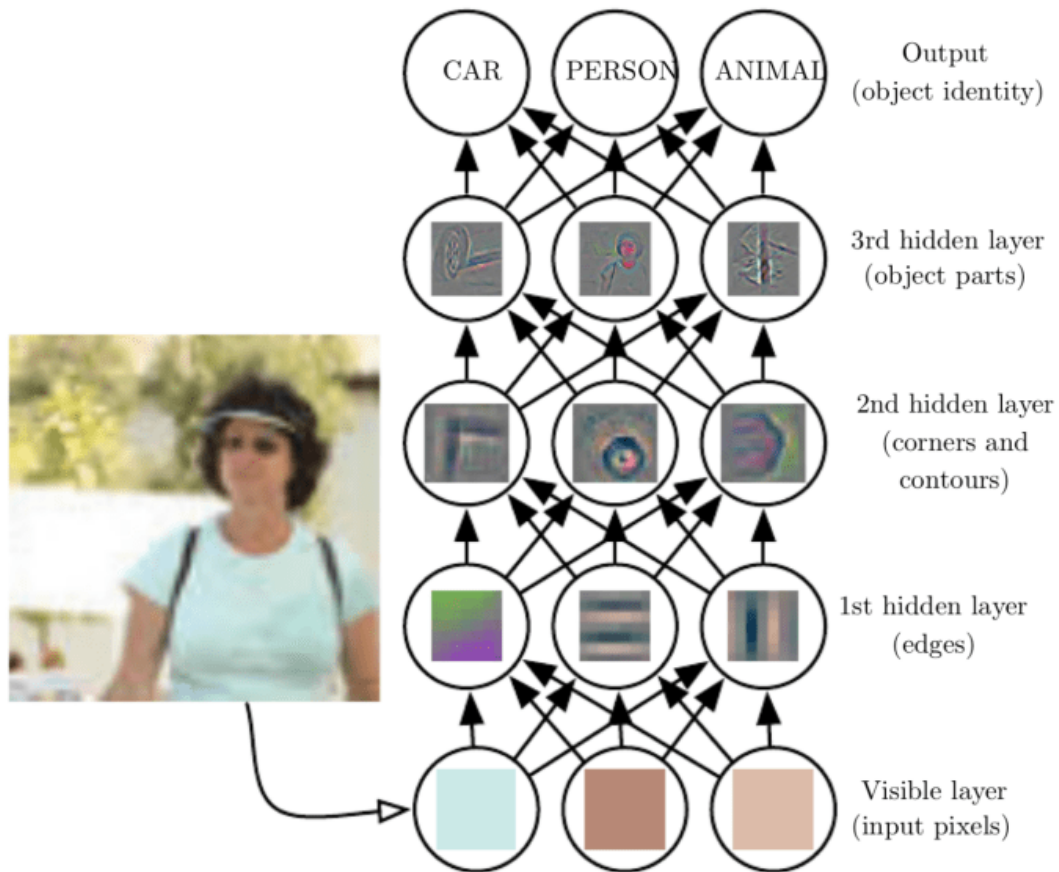 CAR
PERSON
ANIMAL
Output
(object identity)
3rd hidden layer
(object parts)
2nd hidden layer
(corners and
contours)
1st hidden layer
(edges)
Visible layer
(input pixels)